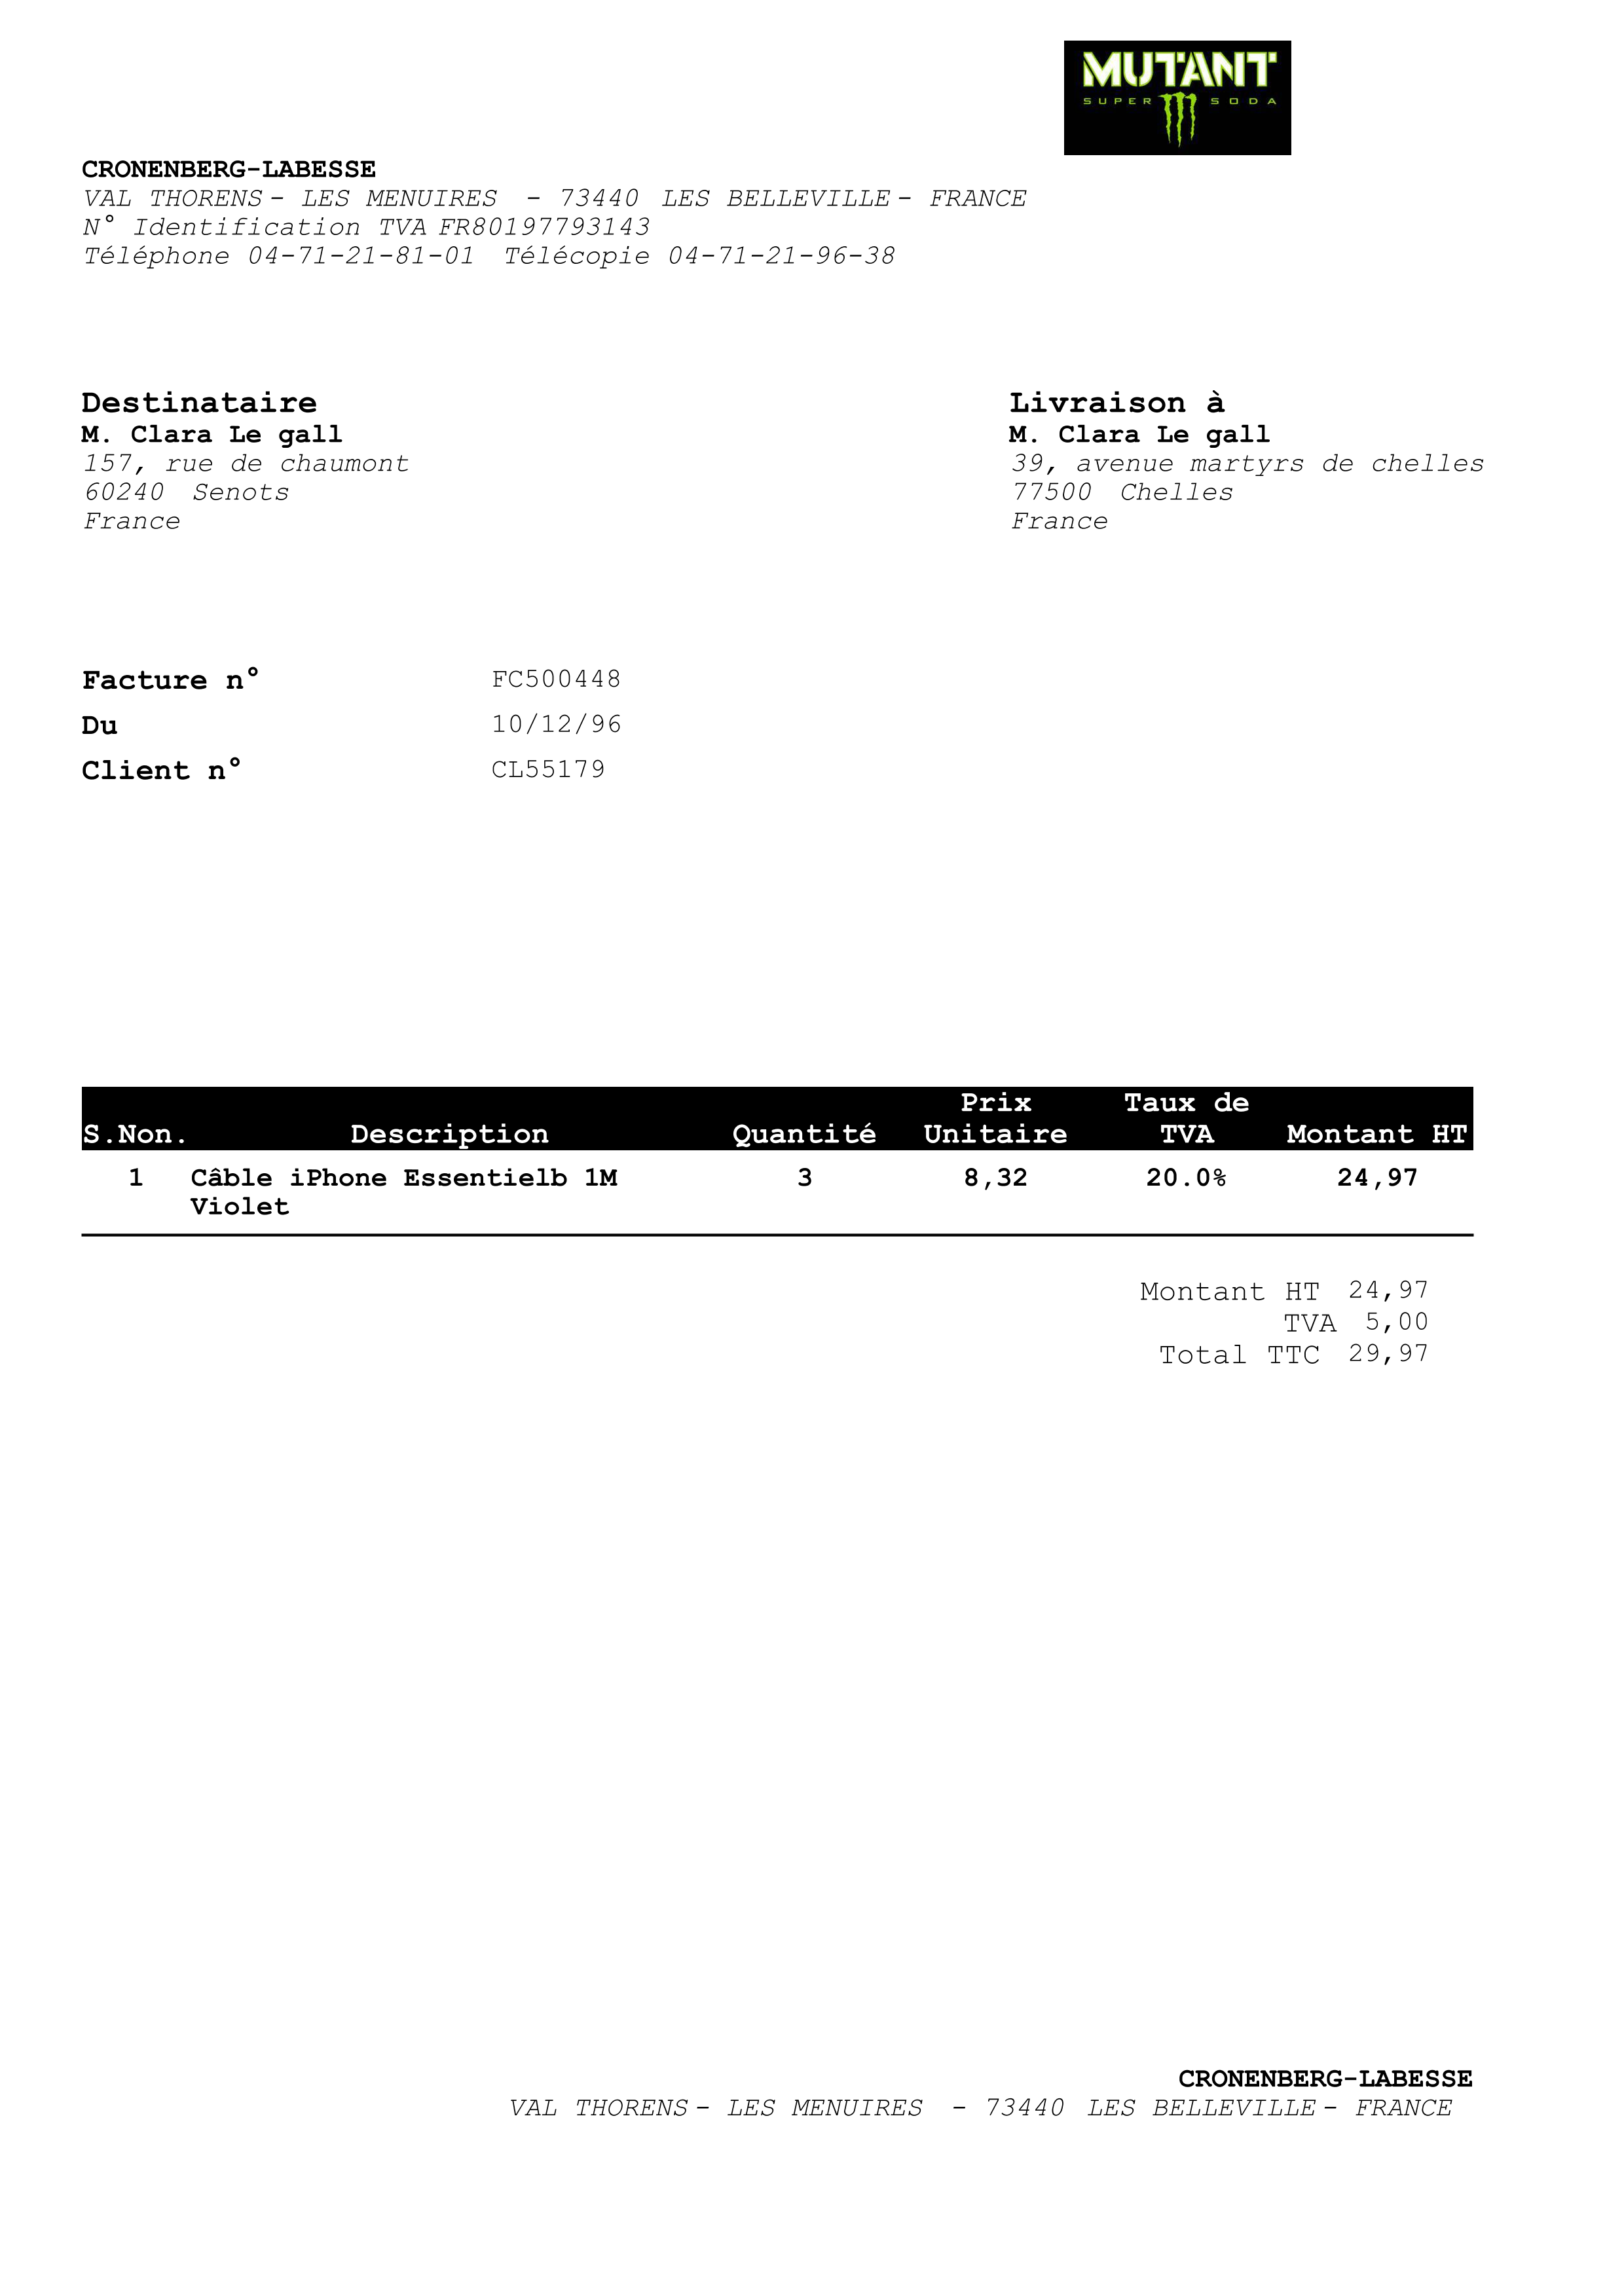 MUTANT
SUPER SODA
CRONENBERG-LABESSE
VAL THORENS - LES MENUIRES - 73440 LES BELLEVILLE - FRANCE
N° Identification TVA FR80197793143
Téléphone 04-71-21-81-01 Télécopie 04-71-21-96-38
Destinataire
M. Clara Le gall
157, rue de chaumont
60240 Senots
France
Livraison à
M. Clara Le gall
39, avenue martyrs de chelles
77500 Chelles
France
Facture n° FC500448
Du 10/12/96
Client n° CL55179
S.Non. Description Quantité Prix Unitaire Taux de TVA Montant HT
1 Câble iPhone Essentielb 1M 3 8,32 20.0% 24,97
Violet
Montant HT 24,97
TVA 5,00
Total TTC 29,97
CRONENBERG-LABESSE
VAL THORENS - LES MENUIRES - 73440 LES BELLEVILLE - FRANCE